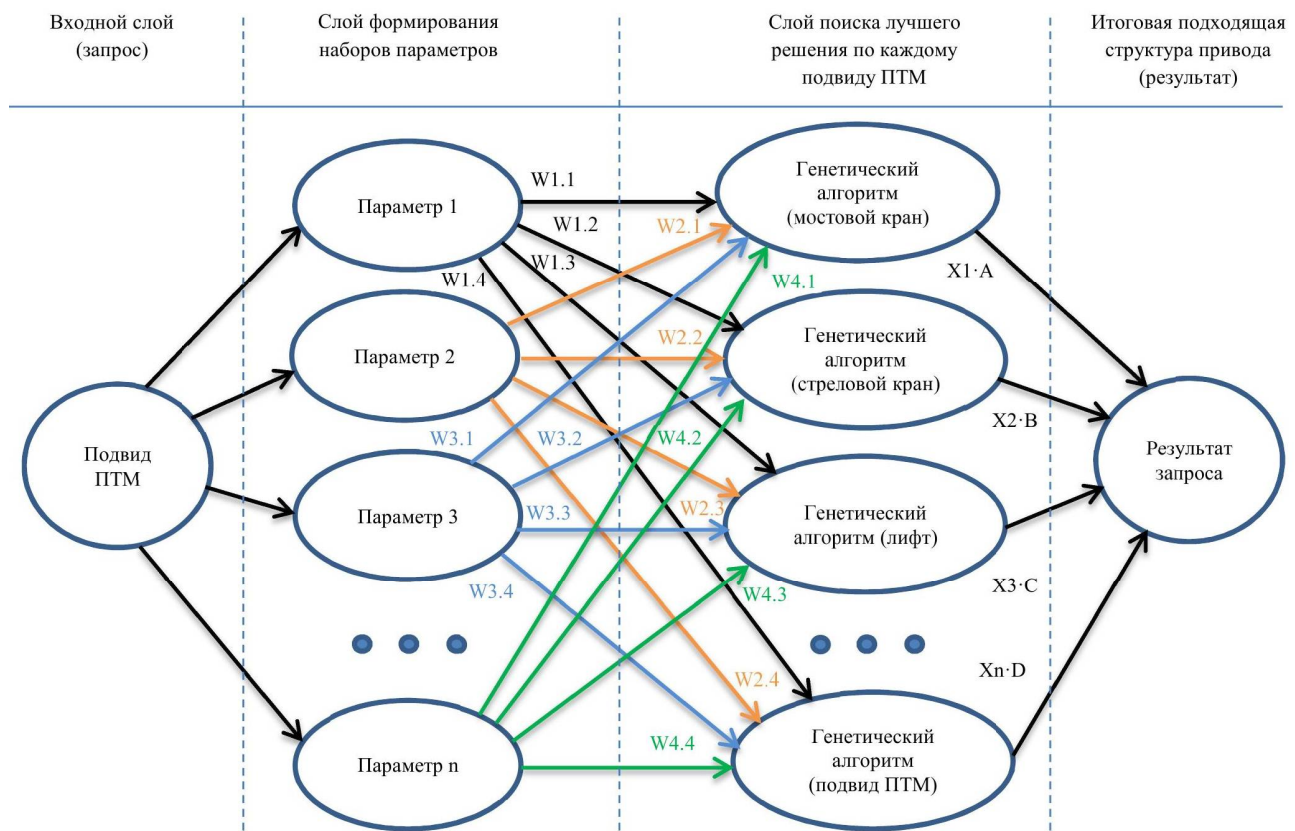 Входной слой
(запрос)
Слой формирования
наборов параметров
Слой поиска лучшего
решения по каждому
подвиду ПТМ
Итоговая подходящая
структура привода
(результат)
Подвид
ПТМ
Параметр 1
Параметр 2
Параметр 3
Параметр n
W1.1
W1.2
W1.3
W1.4
W2.1
W2.2
W2.3
W2.4
W3.1
W3.2
W3.3
W3.4
W4.1
W4.2
W4.3
W4.4
Генетический
алгоритм
(мостовой кран)
Генетический
алгоритм
(стреловой кран)
Генетический
алгоритм (лифт)
Генетический
алгоритм
(подвид ПТМ)
X1·A
X2·B
X3·C
Xn·D
Результат
запроса